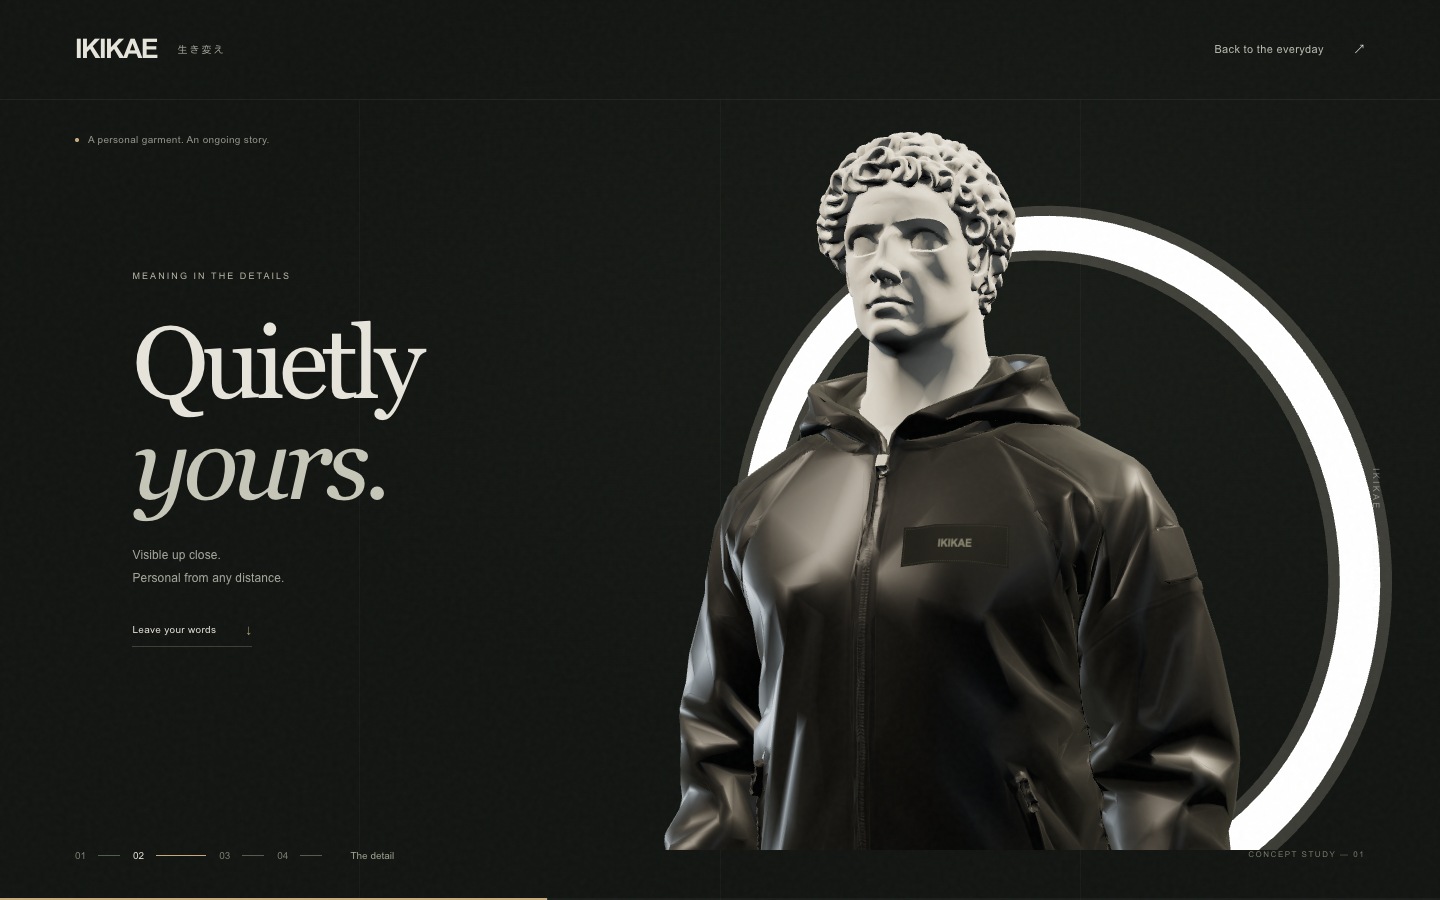 IKIKAE 生き変え
Back to the everyday ↗
A personal garment. An ongoing story.
MEANING IN THE DETAILS
Quietly
yours.
Visible up close.
Personal from any distance.
Leave your words ↓
IKIKAE
IKIKAE
01 02 03 04 The detail
CONCEPT STUDY — 01